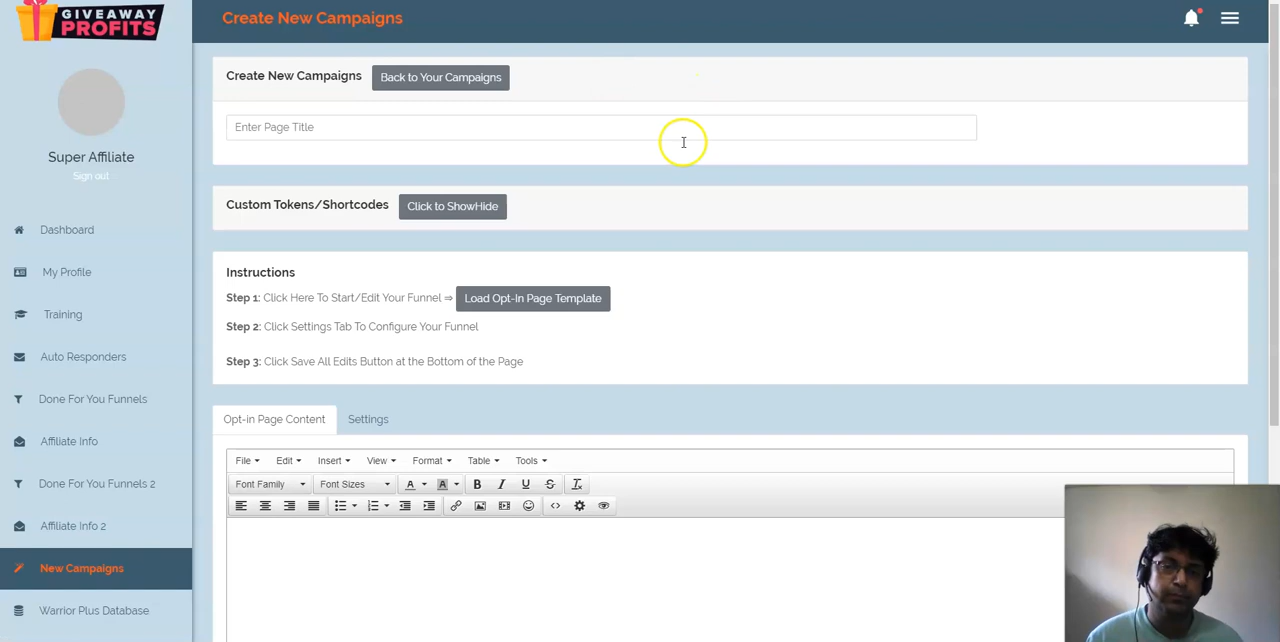 GIVEAWAY
PROFITS
Create New Campaigns
Super Affiliate
Sign out
Dashboard
My Profile
Training
Auto Responders
Done For You Funnels
Affiliate Info
Done For You Funnels 2
Affiliate Info 2
New Campaigns
Warrior Plus Database
Create New Campaigns Back to Your Campaigns
Enter Page Title
Custom Tokens/Shortcodes Click to ShowHide
Instructions
Step 1: Click Here To Start/Edit Your Funnel ⇒ Load Opt-In Page Template
Step 2: Click Settings Tab To Configure Your Funnel
Step 3: Click Save All Edits Button at the Bottom of the Page
Opt-in Page Content Settings
File Edit Insert View Format Table Tools
Font Family Font Sizes A A B I U S Tx